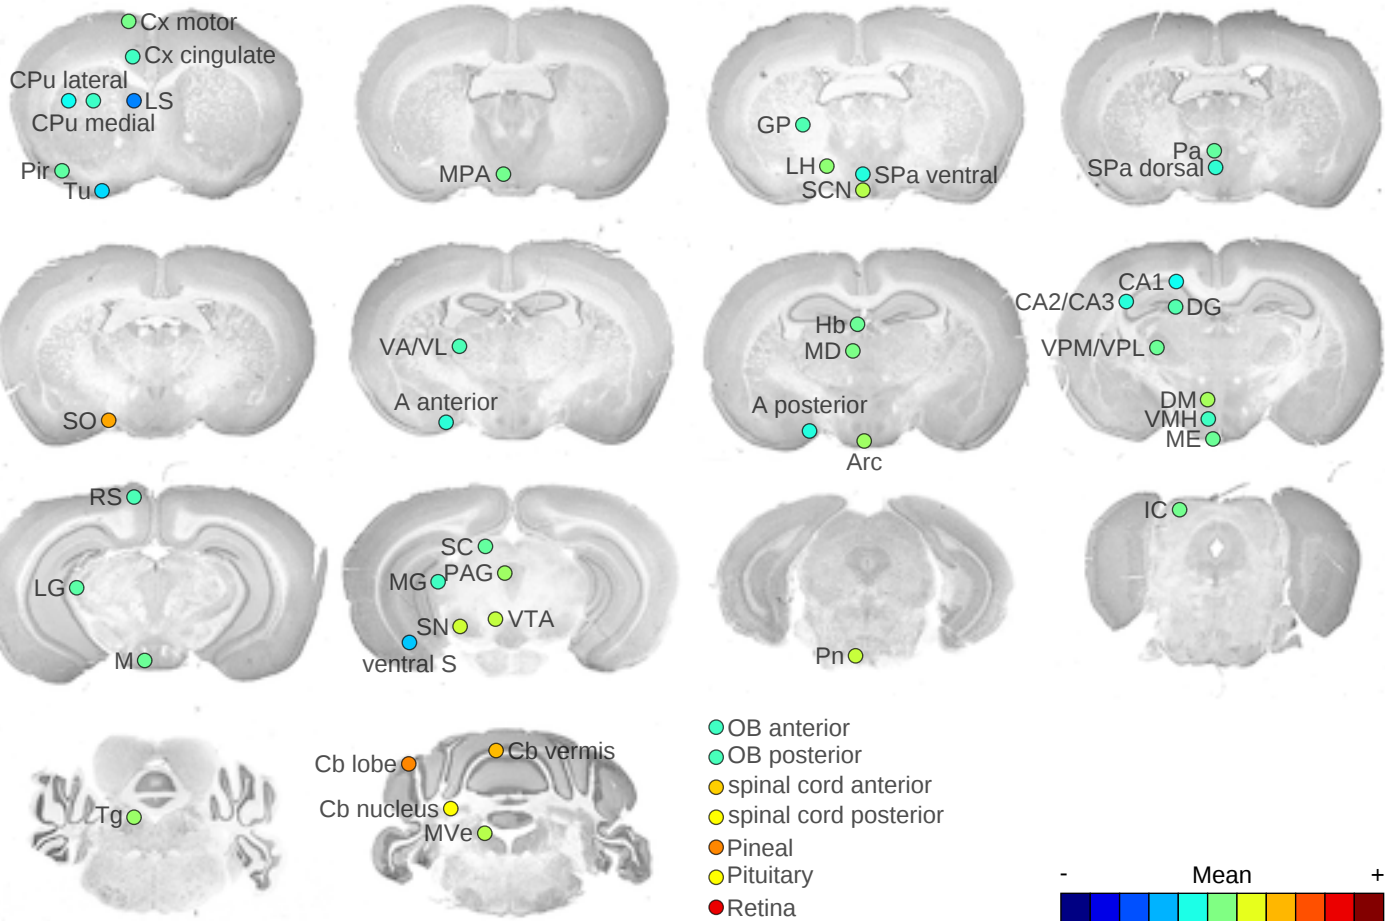 Cx motor
Cx cingulate
CPu lateral
LS
CPu medial
Pir
Tu
MPA
GP
LH
SPa ventral
SCN
Pa
SPa dorsal
SO
VA/VL
A anterior
Hb
MD
A posterior
Arc
CA1
CA2/CA3
DG
VPM/VPL
DM
VMH
ME
RS
LG
M
SC
MG
PAG
SN
VTA
ventral S
Pn
IC
Tg
Cb lobe
Cb vermis
Cb nucleus
MVe
OB anterior
OB posterior
spinal cord anterior
spinal cord posterior
Pineal
Pituitary
Retina
- Mean +